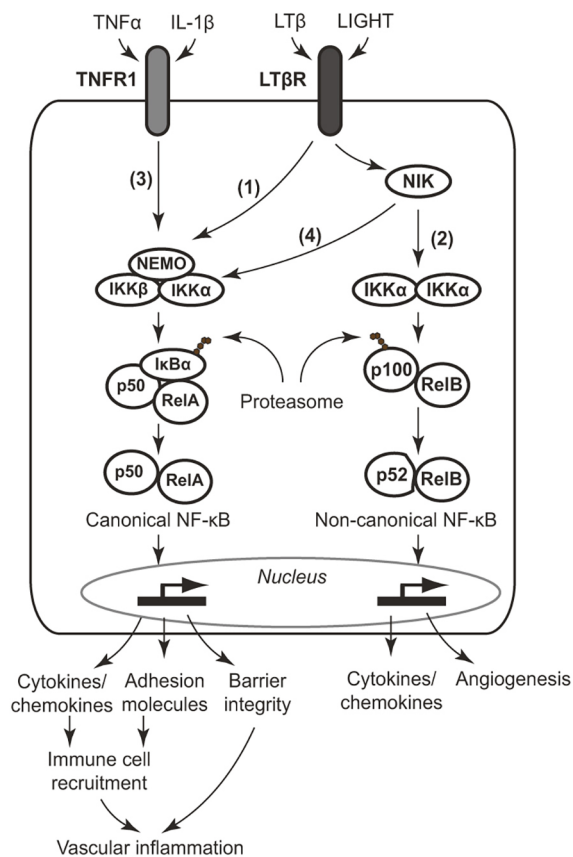 TNFα IL-1β LTβ LIGHT
TNFR1 LTβR
(3) (1) NIK
(4) (2)
NEMO
IKKβ IKKα IKKα IKKα
IκBα
p50 RelA
p100 RelB
Proteasome
p50 RelA p52 RelB
Canonical NF-κB Non-canonical NF-κB
Nucleus
Cytokines/
chemokines
Adhesion
molecules
Barrier
integrity
Cytokines/
chemokines
Angiogenesis
Immune cell
recruitment
Vascular inflammation